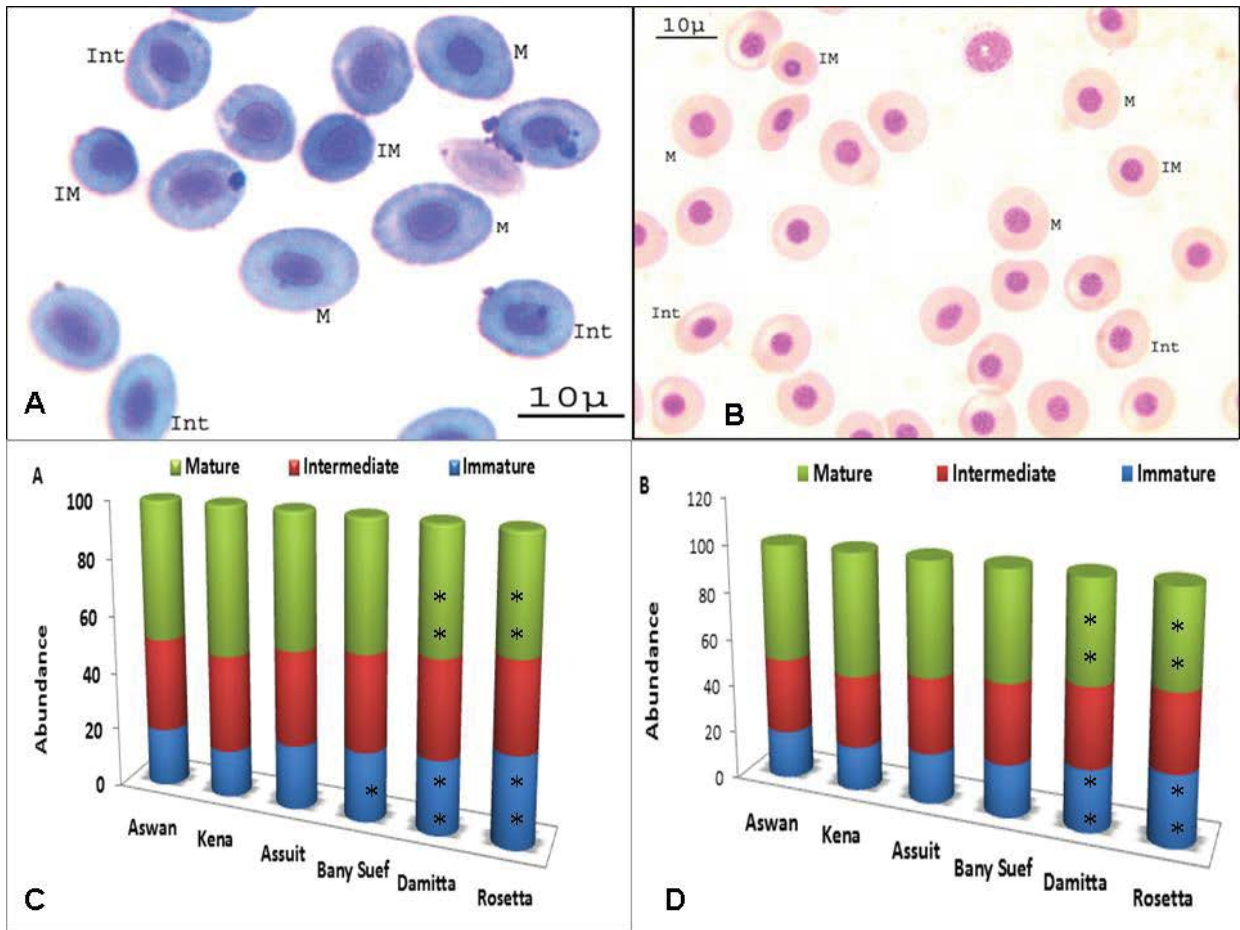 Int
M
IM
IM
M
M
Int
Int
A
10µ
10µ
IM
M
M
IM
M
Int
Int
B
A
Mature Intermediate Immature
Abundance
100
80
60
40
20
0
Aswan
Kena
Assuit
Bany Suef
Damitta
Rosetta
* *
* *
* * *
* *
C
B
Mature Intermediate Immature
Abundance
120
100
80
60
40
20
0
Aswan
Kena
Assuit
Bany Suef
Damitta
Rosetta
* *
* *
* *
* *
D